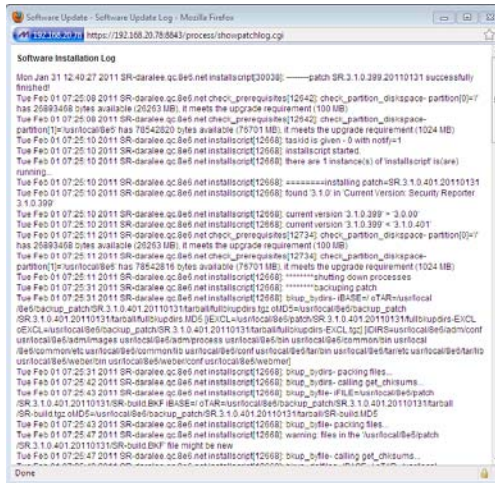 Software Update - Software Update Log - Mozilla Firefox
192.168.20.78 https://192.168.20.78:8843/process/showpatchlog.cgi
Software Installation Log
Mon Jan 31 12:40:27 2011 SR-daralee.qc.8e6.net installscript[30038]: -------patch SR.3.1.0.399.20110131 successfully
finished!
Tue Feb 01 07:25:08 2011 SR-daralee.qc.8e6.net check_prerequisites[12642]: check_partition_diskspace- partition[0]='/'
has 26893468 bytes available (26263 MB), it meets the upgrade requirement (100 MB)
Tue Feb 01 07:25:08 2011 SR-daralee.qc.8e6.net check_prerequisites[12642]: check_partition_diskspace-
partition[1]='/usr/local/8e6' has 78542820 bytes available (76701 MB), it meets the upgrade requirement (1024 MB)
Tue Feb 01 07:25:10 2011 SR-daralee.qc.8e6.net installscript[12668]: taskid is given - 0 with notify=1
Tue Feb 01 07:25:10 2011 SR-daralee.qc.8e6.net installscript[12668]: installscript started.
Tue Feb 01 07:25:10 2011 SR-daralee.qc.8e6.net installscript[12668]: there are 1 instance(s) of 'installscript' is(are)
running...
Tue Feb 01 07:25:10 2011 SR-daralee.qc.8e6.net installscript[12668]: ========installing patch=SR.3.1.0.401.20110131
Tue Feb 01 07:25:10 2011 SR-daralee.qc.8e6.net installscript[12668]: found '3.1.0' in 'Current Version: Security Reporter
3.1.0.399'
Tue Feb 01 07:25:10 2011 SR-daralee.qc.8e6.net installscript[12668]: current version '3.1.0.399' = '3.0.00'
Tue Feb 01 07:25:10 2011 SR-daralee.qc.8e6.net installscript[12668]: current version '3.1.0.399' < '3.1.0.401'
Tue Feb 01 07:25:11 2011 SR-daralee.qc.8e6.net check_prerequisites[12734]: check_partition_diskspace- partition[0]='/'
has 26893468 bytes available (26263 MB), it meets the upgrade requirement (100 MB)
Tue Feb 01 07:25:11 2011 SR-daralee.qc.8e6.net check_prerequisites[12734]: check_partition_diskspace-
partition[1]='/usr/local/8e6' has 78542816 bytes available (76701 MB), it meets the upgrade requirement (1024 MB)
Tue Feb 01 07:25:11 2011 SR-daralee.qc.8e6.net installscript[12668]: ********shutting down processes
Tue Feb 01 07:25:31 2011 SR-daralee.qc.8e6.net installscript[12668]: ********backuping patch
Tue Feb 01 07:25:31 2011 SR-daralee.qc.8e6.net installscript[12668]: bkup_bydirs- iBASE=/ oTAR=usr/local
/8e6/backup_patch/SR.3.1.0.401.20110131/tarball/fullbkupdirs.tgz oMD5=usr/local/8e6/backup_patch
/SR.3.1.0.401.20110131/tarball/fullbkupdirs.MD5 [iEXCL=/usr/local/8e6/patch/SR.3.1.0.401.20110131/fullbkupdirs-EXCL
oEXCL=/usr/local/8e6/backup_patch/SR.3.1.0.401.20110131/tarball/fullbkupdirs-EXCL.tgz] [iDIRS=usr/local/8e6/adm/conf
usr/local/8e6/adm/images usr/local/8e6/adm/process usr/local/8e6/bin usr/local/8e6/common/bin usr/local
/8e6/common/etc usr/local/8e6/common/lib usr/local/8e6/conf usr/local/8e6/tar/bin usr/local/8e6/tar/etc usr/local/8e6/tar/lib
usr/local/8e6/weber/bin usr/local/8e6/weber/conf usr/local/8e6/webmer]
Tue Feb 01 07:25:31 2011 SR-daralee.qc.8e6.net installscript[12668]: bkup_bydirs- packing files...
Tue Feb 01 07:25:42 2011 SR-daralee.qc.8e6.net installscript[12668]: bkup_bydirs- calling get_chksums...
Tue Feb 01 07:25:43 2011 SR-daralee.qc.8e6.net installscript[12668]: bkup_byfile- iFILE=/usr/local/8e6/patch
/SR.3.1.0.401.20110131/SR-build.BKF iBASE=/ oTAR=usr/local/8e6/backup_patch/SR.3.1.0.401.20110131/tarball
/SR-build.tgz oMD5=usr/local/8e6/backup_patch/SR.3.1.0.401.20110131/tarball/SR-build.MD5
Tue Feb 01 07:25:43 2011 SR-daralee.qc.8e6.net installscript[12668]: bkup_byfile- packing files...
Tue Feb 01 07:25:47 2011 SR-daralee.qc.8e6.net installscript[12668]: warning: files in the '/usr/local/8e6/patch
/SR.3.1.0.401.20110131/SR-build.BKF' file might be new
Tue Feb 01 07:25:47 2011 SR-daralee.qc.8e6.net installscript[12668]: bkup_byfile- calling get_chksums...
Done